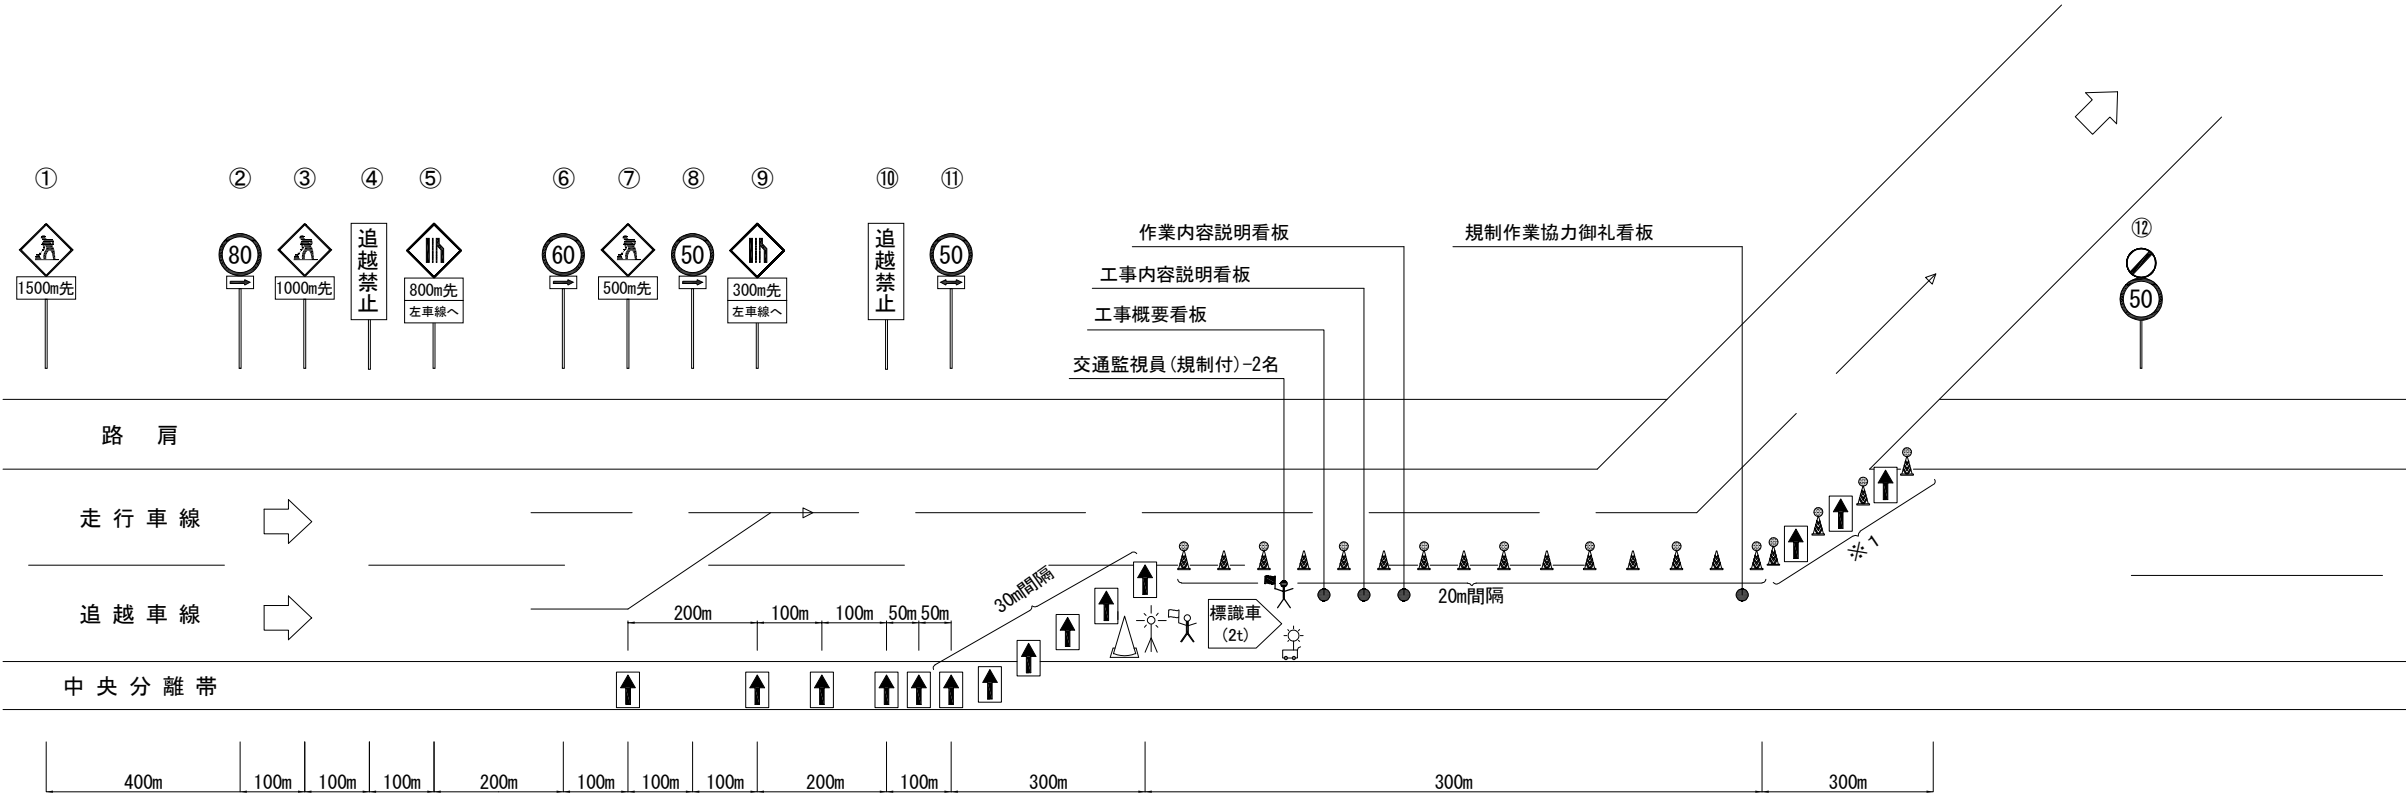 ① ② ③ ④ ⑤ ⑥ ⑦ ⑧ ⑨ ⑩ ⑪
⑫
1500m先
80
1000m先
追越禁止
800m先
左車線へ
60
500m先
50
300m先
左車線へ
追越禁止
50
50
作業内容説明看板
規制作業協力御礼看板
工事内容説明看板
工事概要看板
交通監視員(規制付)-2名
路肩
走行車線
追越車線
中央分離帯
200m 100m 100m 50m 50m
30m間隔
標識車
(2t)
20m間隔
※1
400m 100m 100m 100m 200m 100m 100m 100m 200m 100m 300m 300m 300m